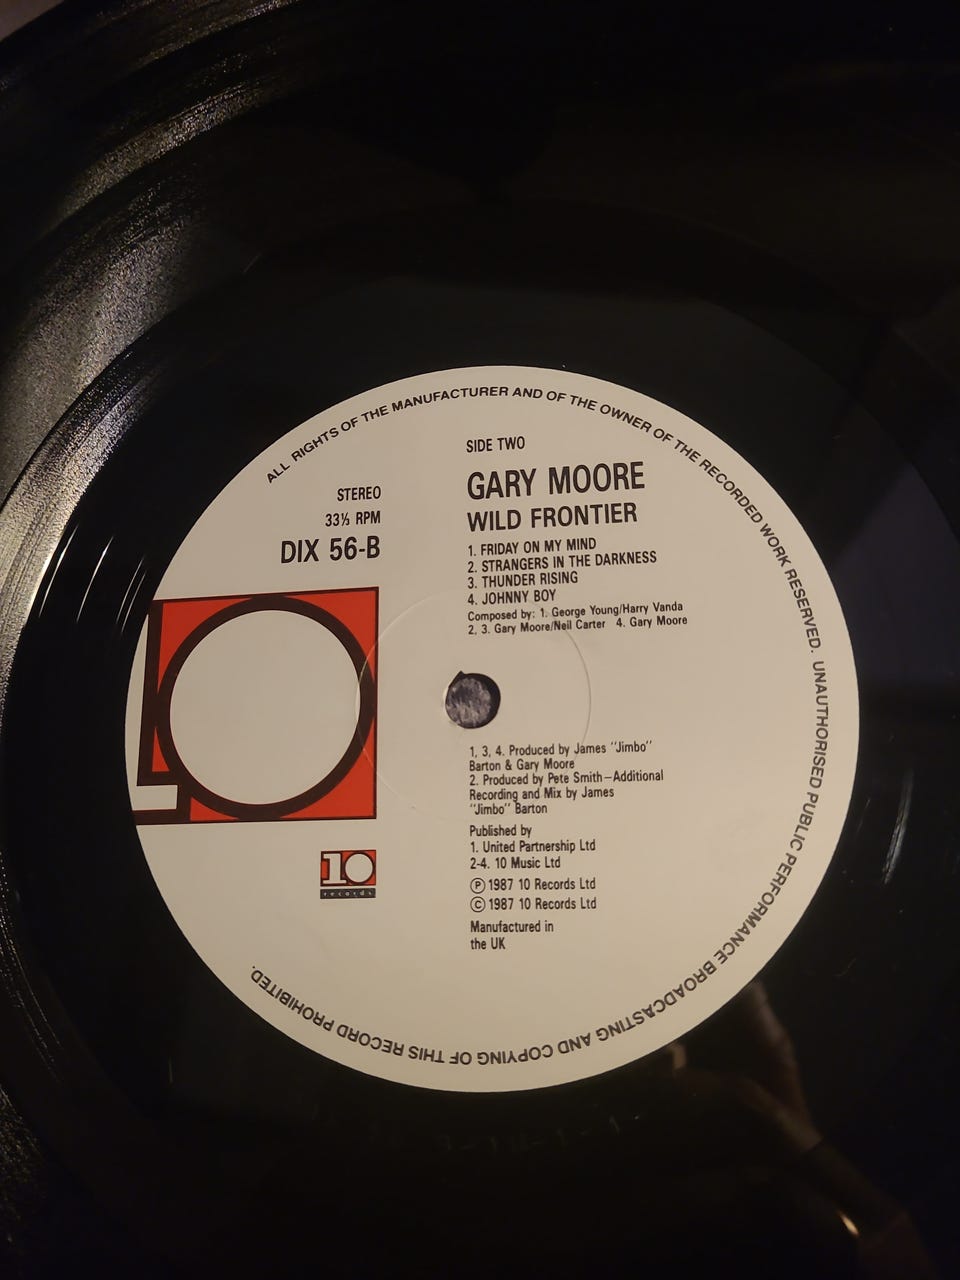 ALL RIGHTS OF THE MANUFACTURER AND OF THE OWNER OF THE RECORDED WORK RESERVED. UNAUTHORISED PUBLIC PERFORMANCE BROADCASTING AND COPYING OF THIS RECORD PROHIBITED.
STEREO
33⅓ RPM
DIX 56-B
10
10
records
SIDE TWO
GARY MOORE
WILD FRONTIER
1. FRIDAY ON MY MIND
2. STRANGERS IN THE DARKNESS
3. THUNDER RISING
4. JOHNNY BOY
Composed by: 1. George Young/Harry Vanda
2, 3. Gary Moore/Neil Carter 4. Gary Moore
1, 3, 4. Produced by James "Jimbo"
Barton & Gary Moore
2. Produced by Pete Smith—Additional
Recording and Mix by James
"Jimbo" Barton
Published by
1. United Partnership Ltd
2-4. 10 Music Ltd
Ⓟ 1987 10 Records Ltd
Ⓒ 1987 10 Records Ltd
Manufactured in
the UK